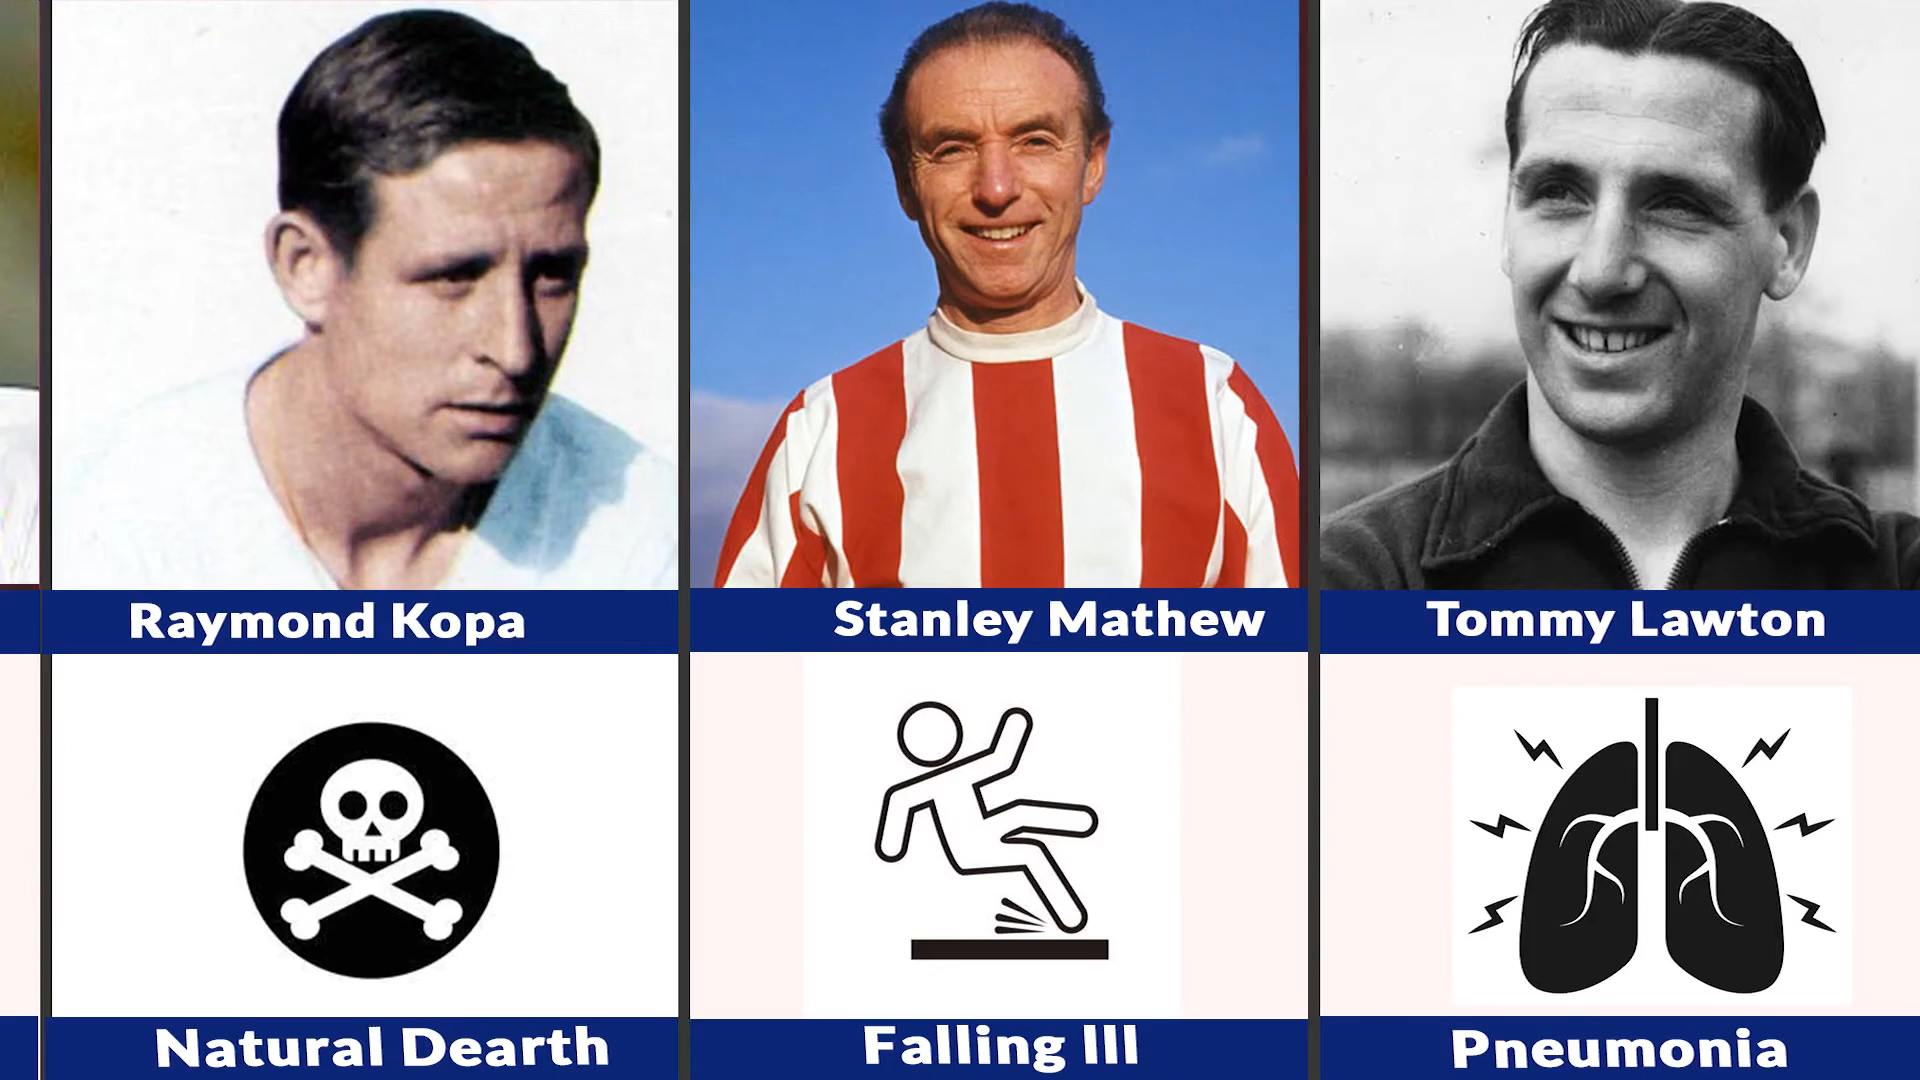 Raymond Kopa
Stanley Mathew
Tommy Lawton
Natural Dearth
Falling Ill
Pneumonia